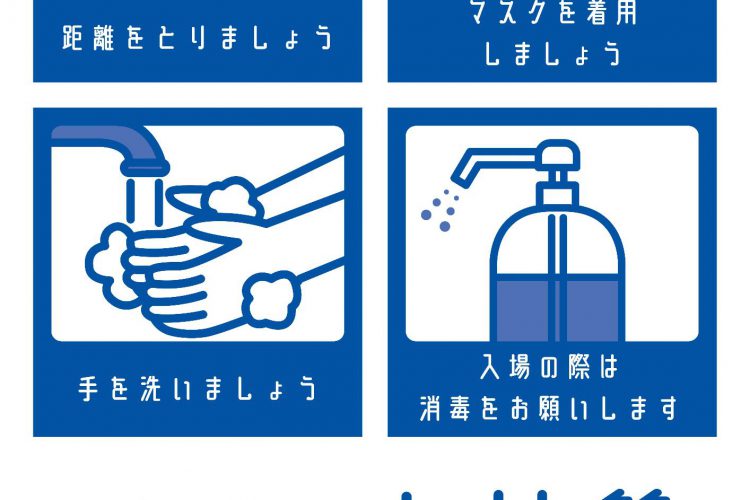 距離をとりましょう
マスクを着用
しましょう
手を洗いましょう
入場の際は
消毒をお願いします